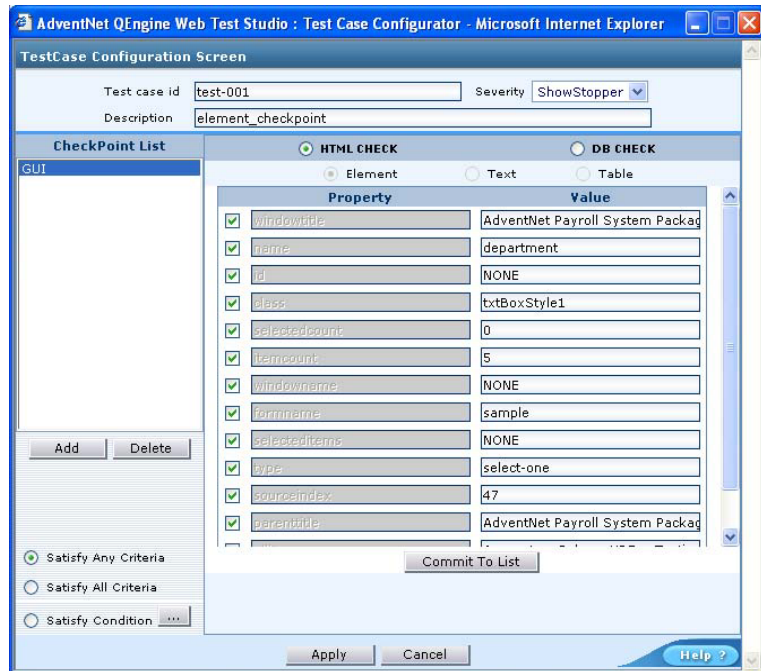 AdventNet QEngine Web Test Studio : Test Case Configurator - Microsoft Internet Explorer
TestCase Configuration Screen
Test case id test-001 Severity ShowStopper
Description element_checkpoint
CheckPoint List
GUI
HTML CHECK DB CHECK
Element Text Table
Property Value
windowtitle AdventNet Payroll System Packag
name department
id NONE
class txtBoxStyle1
selectedcount 0
itemcount 5
windowname NONE
formname sample
selecteditems NONE
type select-one
sourceindex 47
parenttitle AdventNet Payroll System Packag
Add Delete
Satisfy Any Criteria
Satisfy All Criteria
Satisfy Condition ...
Commit To List
Apply Cancel
Help ?